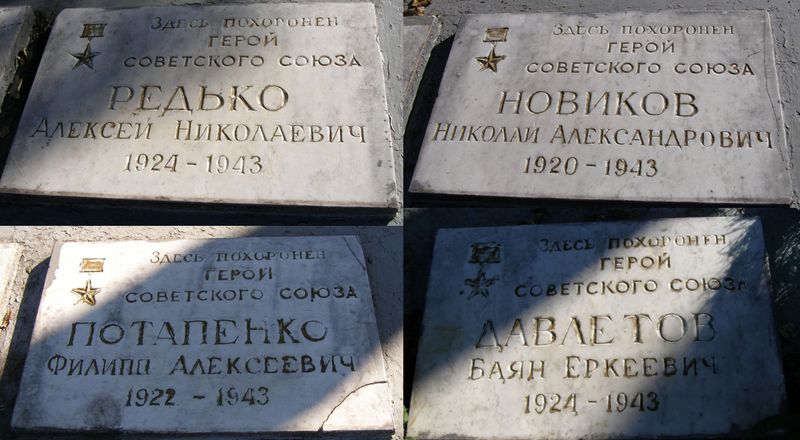 Здесь похоронен
ГЕРОЙ
СОВЕТСКОГО СОЮЗА
РЕДЬКО
Алексей Николаевич
1924 - 1943
Здесь похоронен
ГЕРОЙ
СОВЕТСКОГО СОЮЗА
НОВИКОВ
Николай Александрович
1920 - 1943
Здесь похоронен
ГЕРОЙ
СОВЕТСКОГО СОЮЗА
ПОТАПЕНКО
Филипп Алексеевич
1922 - 1943
Здесь похоронен
ГЕРОЙ
СОВЕТСКОГО СОЮЗА
ДАВЛЕТОВ
Баян Еркеевич
1924 - 1943